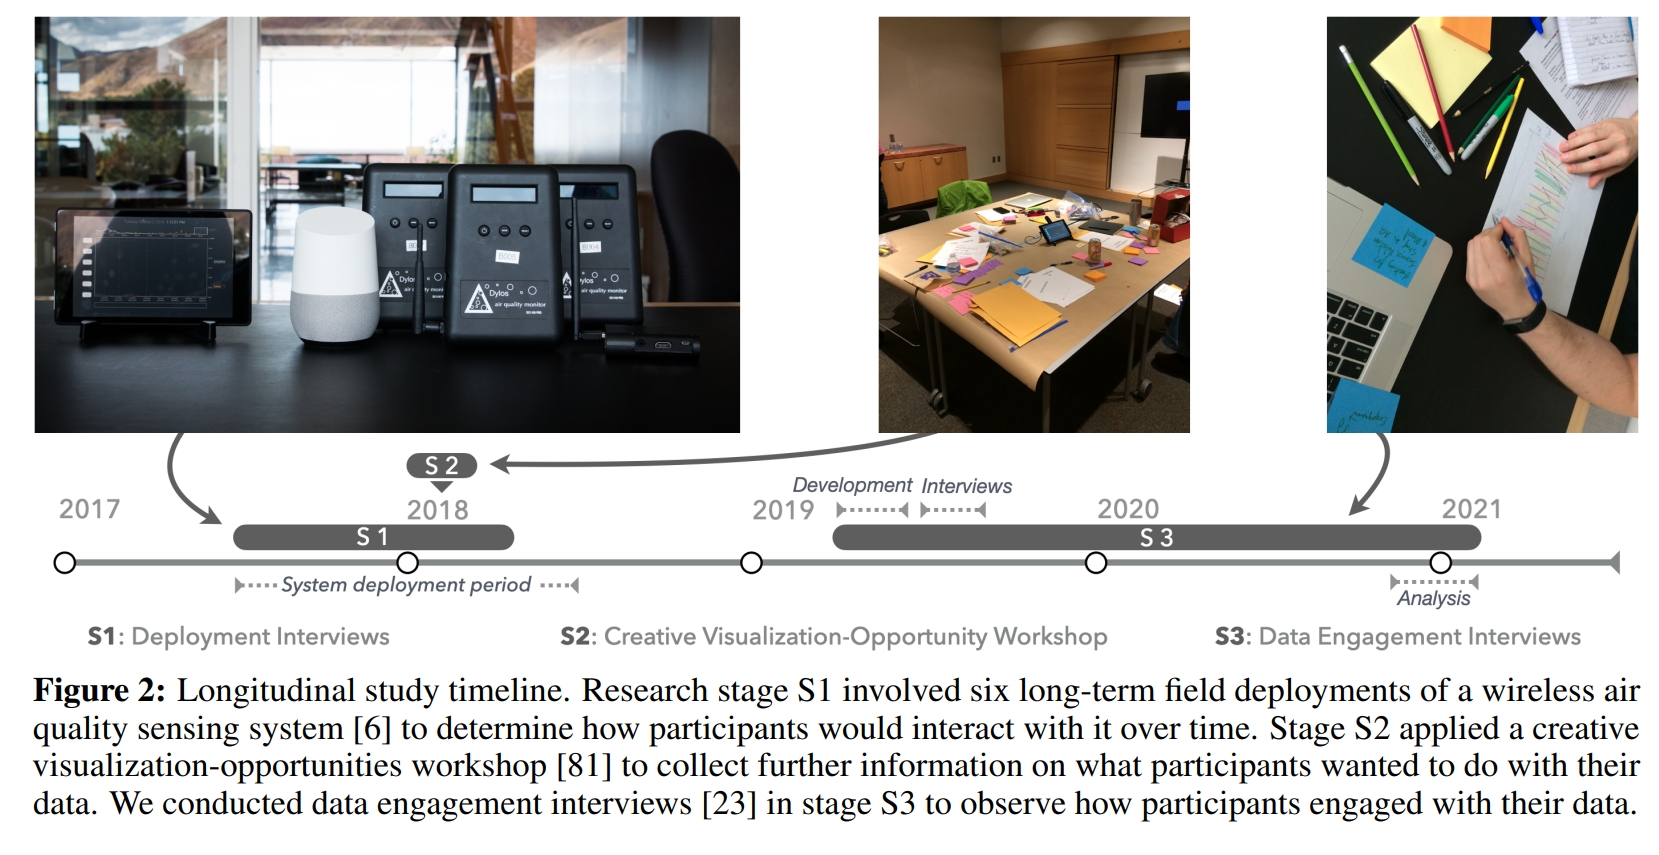 B005
B004
Dylos
air quality monitor
S 2
Development Interviews
2017 2018 2019 2020 2021
S 1
S 3
System deployment period
Analysis
S1: Deployment Interviews S2: Creative Visualization-Opportunity Workshop S3: Data Engagement Interviews
Figure 2: Longitudinal study timeline. Research stage S1 involved six long-term field deployments of a wireless air
quality sensing system [6] to determine how participants would interact with it over time. Stage S2 applied a creative
visualization-opportunities workshop [81] to collect further information on what participants wanted to do with their
data. We conducted data engagement interviews [23] in stage S3 to observe how participants engaged with their data.